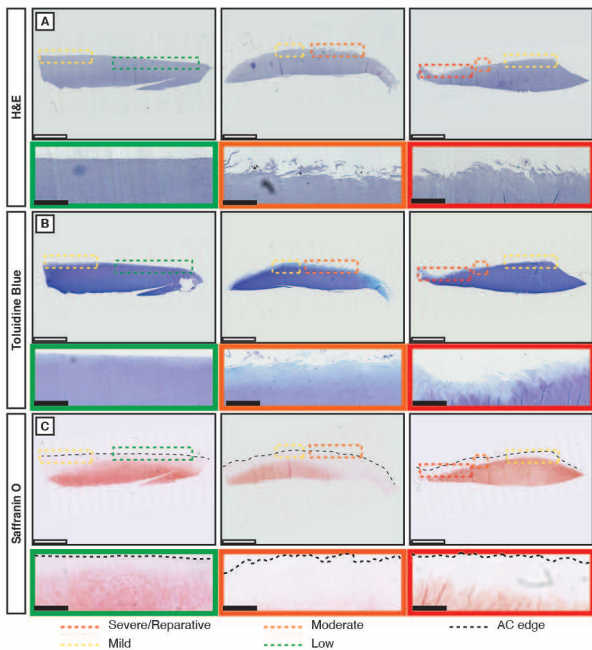 A
H&E
B
Toluidine Blue
C
Saffranin O
Severe/Reparative
Moderate
AC edge
Mild
Low